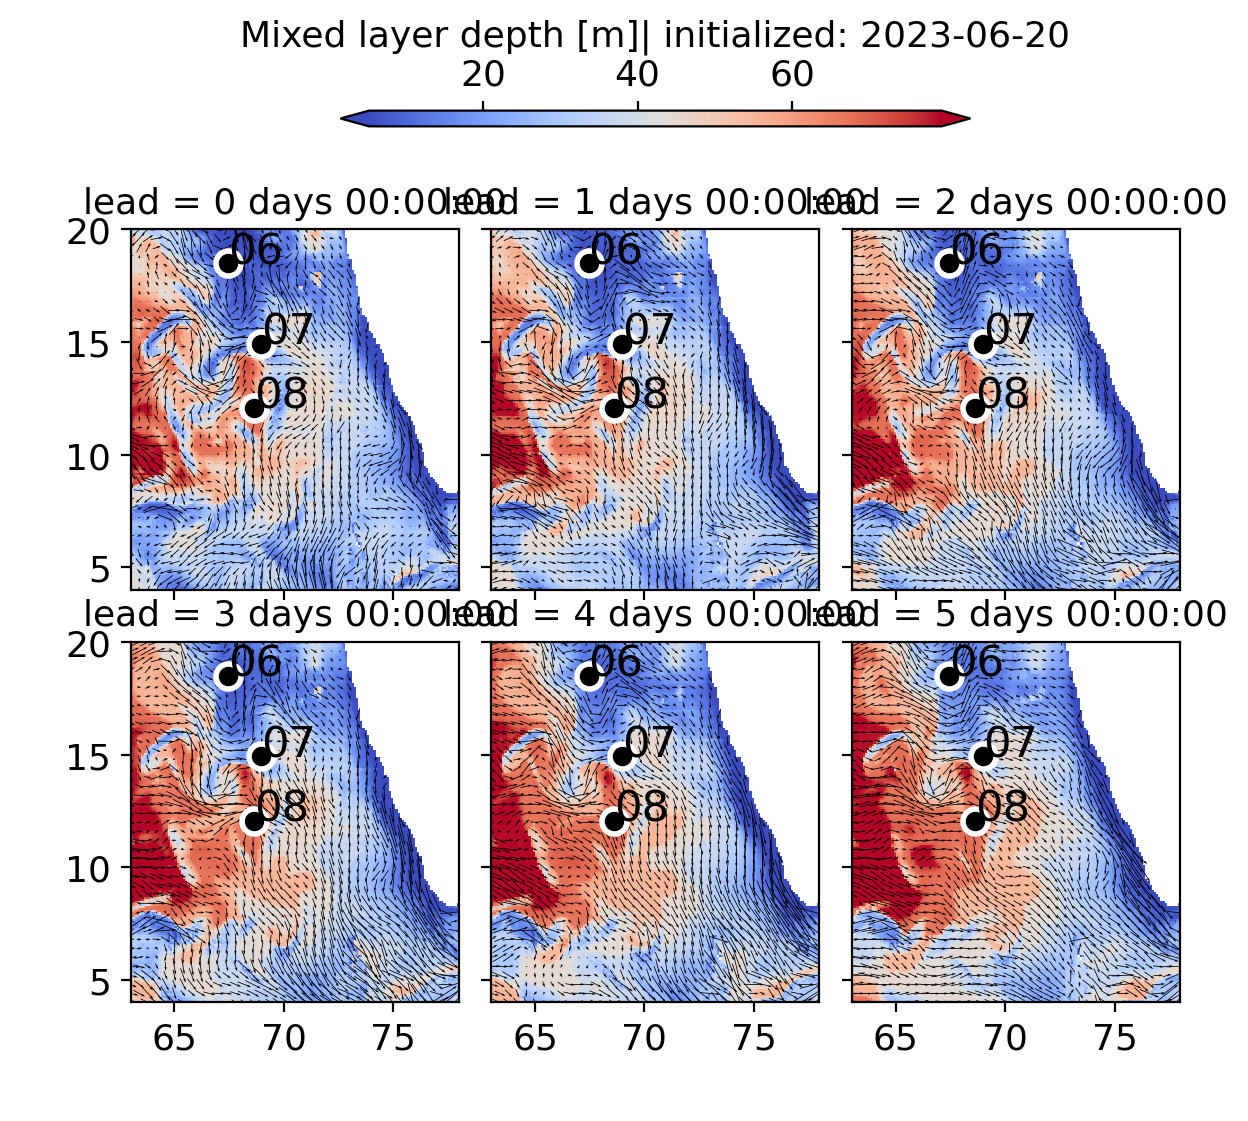 Mixed layer depth [m]| initialized: 2023-06-20
20 40 60
lead = 0 days 00:00:00 lead = 1 days 00:00:00 lead = 2 days 00:00:00
20
06 06 06
15
07 07 07
08 08 08
10
5
lead = 3 days 00:00:00 lead = 4 days 00:00:00 lead = 5 days 00:00:00
20
06 06 06
15
07 07 07
08 08 08
10
5
65 70 75 65 70 75 65 70 75